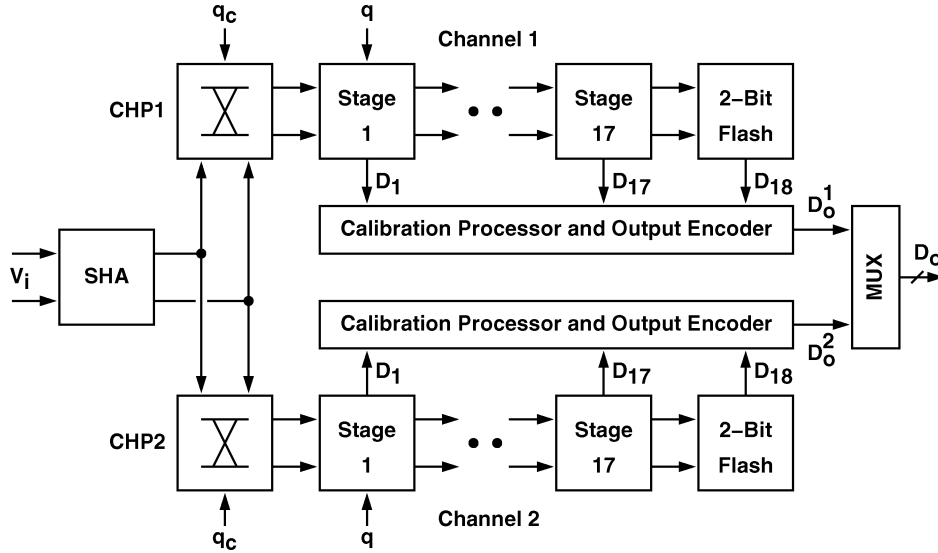 q_c
q
Channel 1
CHP1
Stage 1
Stage 17
2−Bit Flash
D_1
D_17
D_18
Calibration Processor and Output Encoder
D_o^1
V_i
SHA
MUX
D_o
Calibration Processor and Output Encoder
D_o^2
D_1
D_17
D_18
CHP2
Stage 1
Stage 17
2−Bit Flash
q_c
q
Channel 2